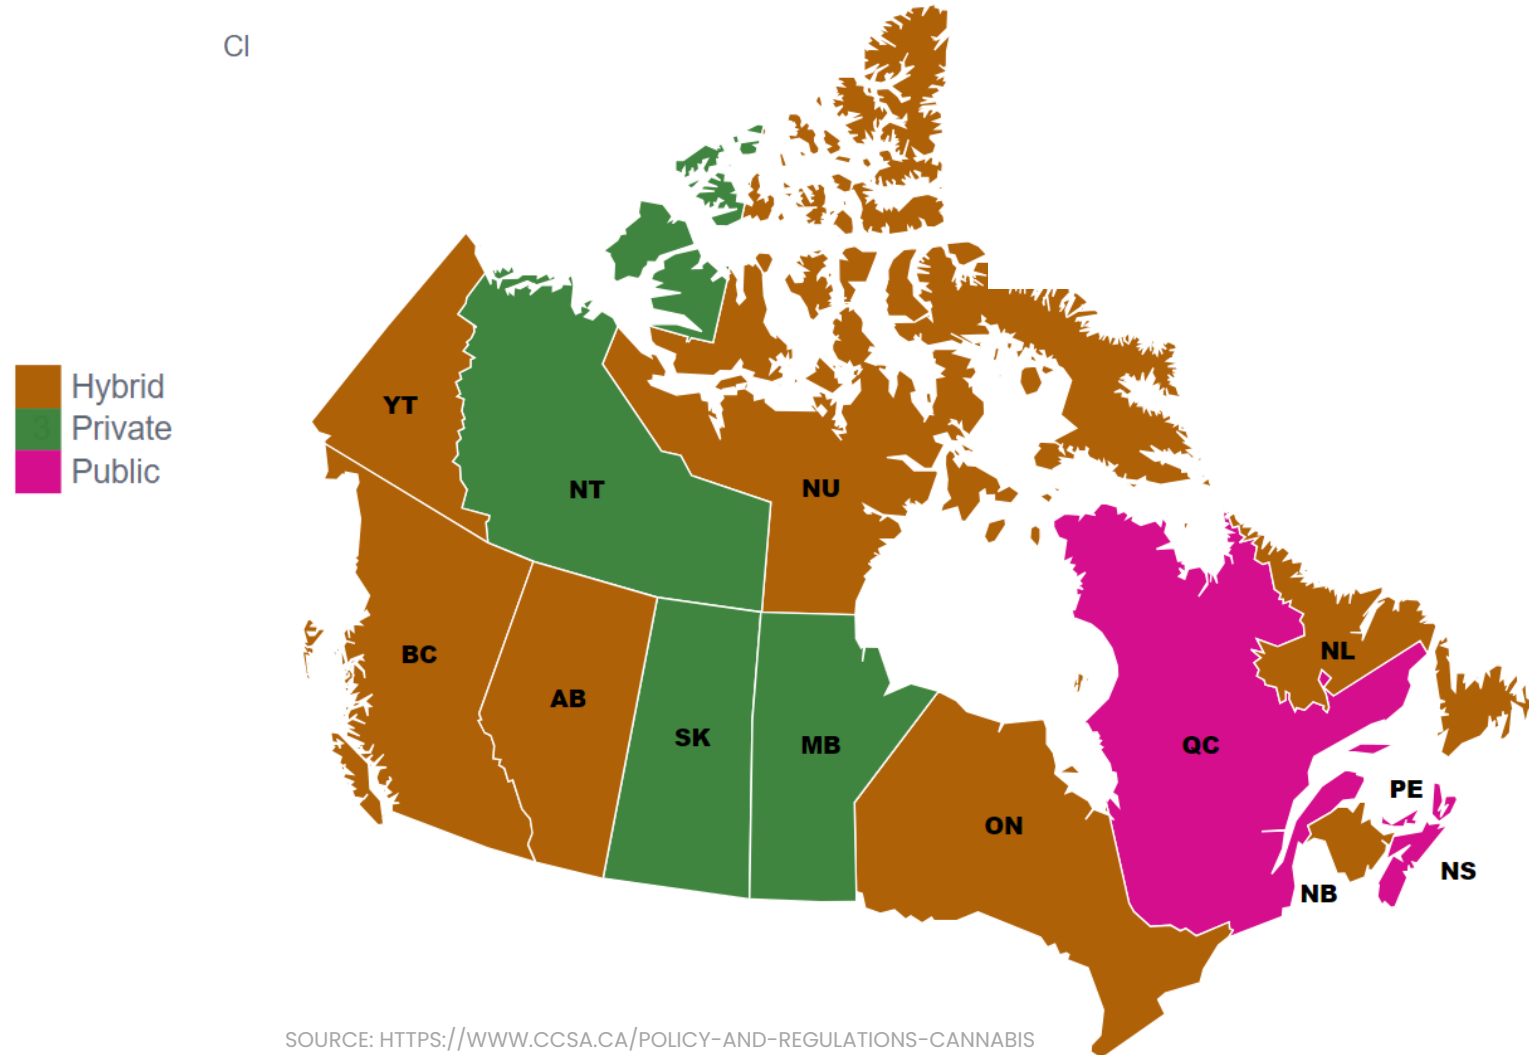 Cl
Hybrid
3 Private
Public
YT
NT
NU
BC
AB
SK
MB
ON
QC
NL
PE
NS
NB
SOURCE: HTTPS://WWW.CCSA.CA/POLICY-AND-REGULATIONS-CANNABIS